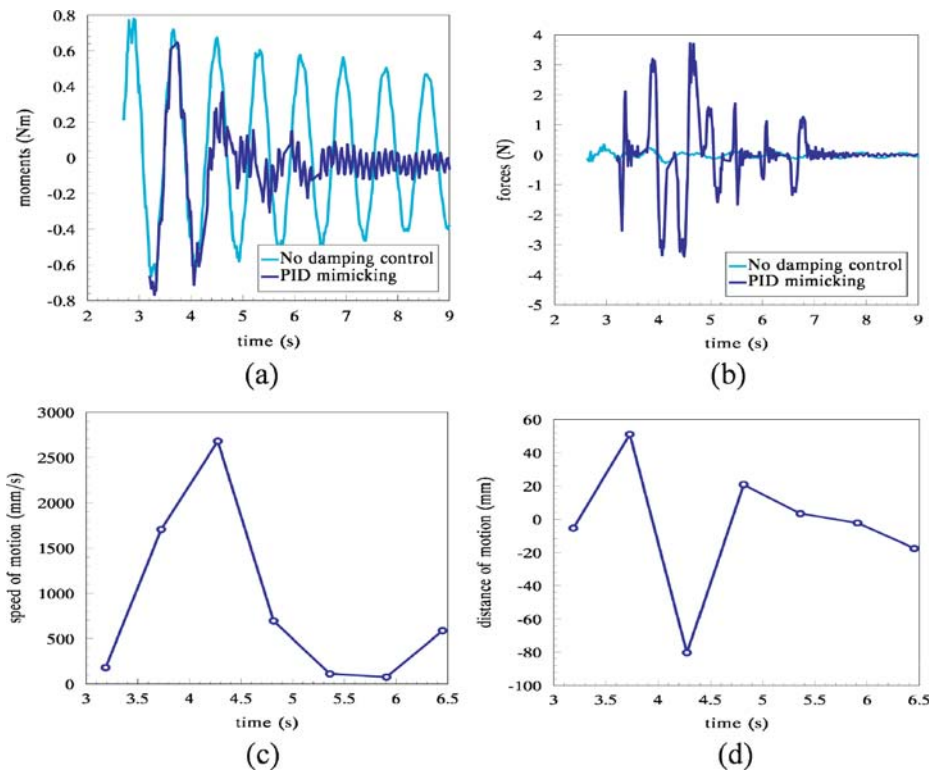 0.8
0.6
0.4
0.2
0
-0.2
-0.4
-0.6
-0.8
moments (Nm)
No damping control
PID mimicking
2 3 4 5 6 7 8 9
time (s)
(a)
5
4
3
2
1
0
-1
-2
-3
-4
-5
forces (N)
No damping control
PID mimicking
2 3 4 5 6 7 8 9
time (s)
(b)
3000
2500
2000
1500
1000
500
0
speed of motion (mm/s)
3 3.5 4 4.5 5 5.5 6 6.5
time (s)
(c)
60
40
20
0
-20
-40
-60
-80
-100
distance of motion (mm)
3 3.5 4 4.5 5 5.5 6 6.5
time (s)
(d)